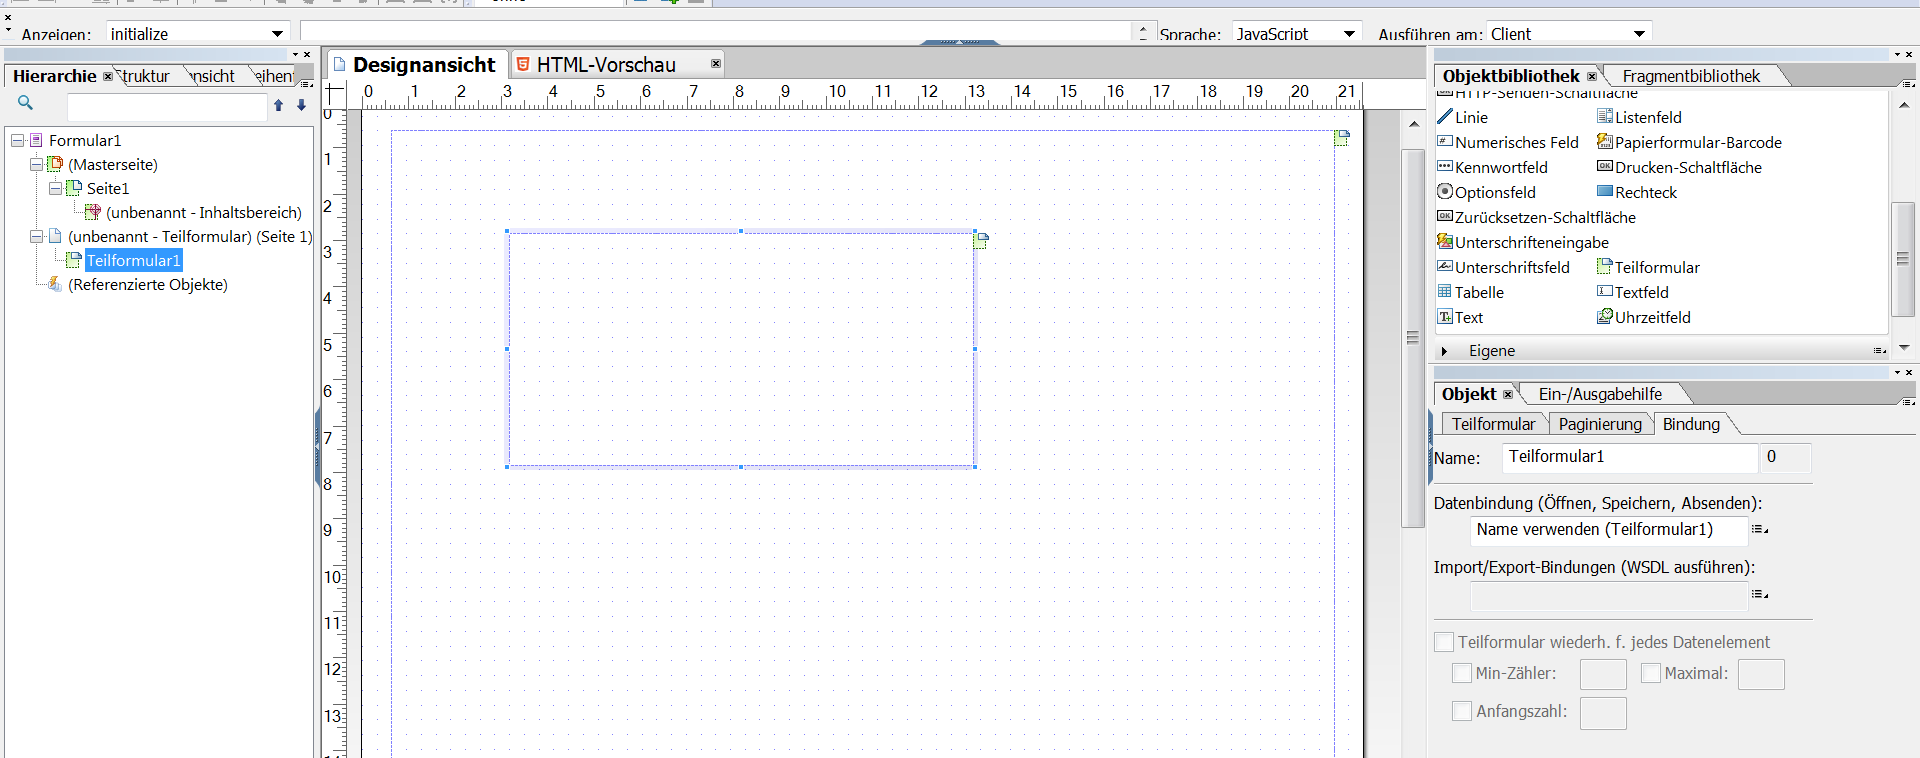 Anzeigen: initialize Sprache: JavaScript Ausführen am: Client
Hierarchie
Designansicht HTML-Vorschau
0 1 2 3 4 5 6 7 8 9 10 11 12 13 14 15 16 17 18 19 20 21
0
1
2
3
4
5
6
7
8
9
10
11
12
13
Formular1
(Masterseite)
Seite1
(unbenannt - Inhaltsbereich)
(unbenannt - Teilformular) (Seite 1)
Teilformular1
(Referenzierte Objekte)
Objektbibliothek Fragmentbibliothek
HTTP-Senden-Schaltfläche
Linie Listenfeld
Numerisches Feld Papierformular-Barcode
Kennwortfeld Drucken-Schaltfläche
Optionsfeld Rechteck
Zurücksetzen-Schaltfläche
Unterschrifteneingabe
Unterschriftsfeld Teilformular
Tabelle Textfeld
Text Uhrzeitfeld
Eigene
Objekt Ein-/Ausgabehilfe
Teilformular Paginierung Bindung
Name: Teilformular1 0
Datenbindung (Öffnen, Speichern, Absenden):
Name verwenden (Teilformular1)
Import/Export-Bindungen (WSDL ausführen):
Teilformular wiederh. f. jedes Datenelement
Min-Zähler: Maximal:
Anfangszahl: